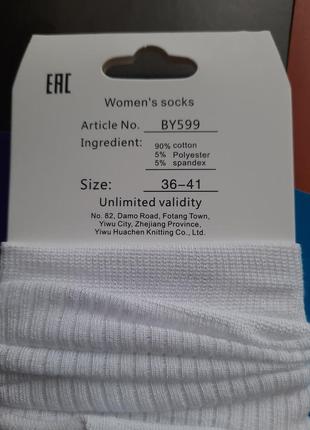 EAC
Women's socks
Article No. BY599
Ingredient: 90% cotton
5% Polyester
5% spandex
Size: 36-41
Unlimited validity
No. 82, Damo Road, Fotang Town,
Yiwu City, Zhejiang Province,
Yiwu Huachen Knitting Co., Ltd.